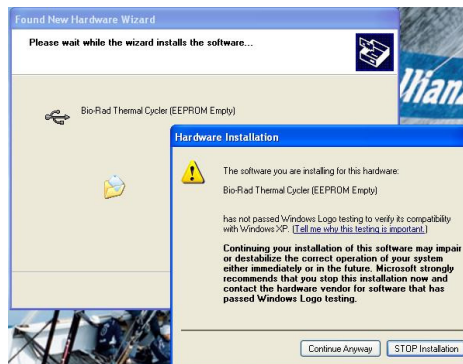 Found New Hardware Wizard
Please wait while the wizard installs the software...
Bio-Rad Thermal Cycler (EEPROM Empty)
Hardware Installation
The software you are installing for this hardware:
Bio-Rad Thermal Cycler (EEPROM Empty)
has not passed Windows Logo testing to verify its compatibility
with Windows XP. (Tell me why this testing is important.)
Continuing your installation of this software may impair
or destabilize the correct operation of your system
either immediately or in the future. Microsoft strongly
recommends that you stop this installation now and
contact the hardware vendor for software that has
passed Windows Logo testing.
Continue Anyway
STOP Installation